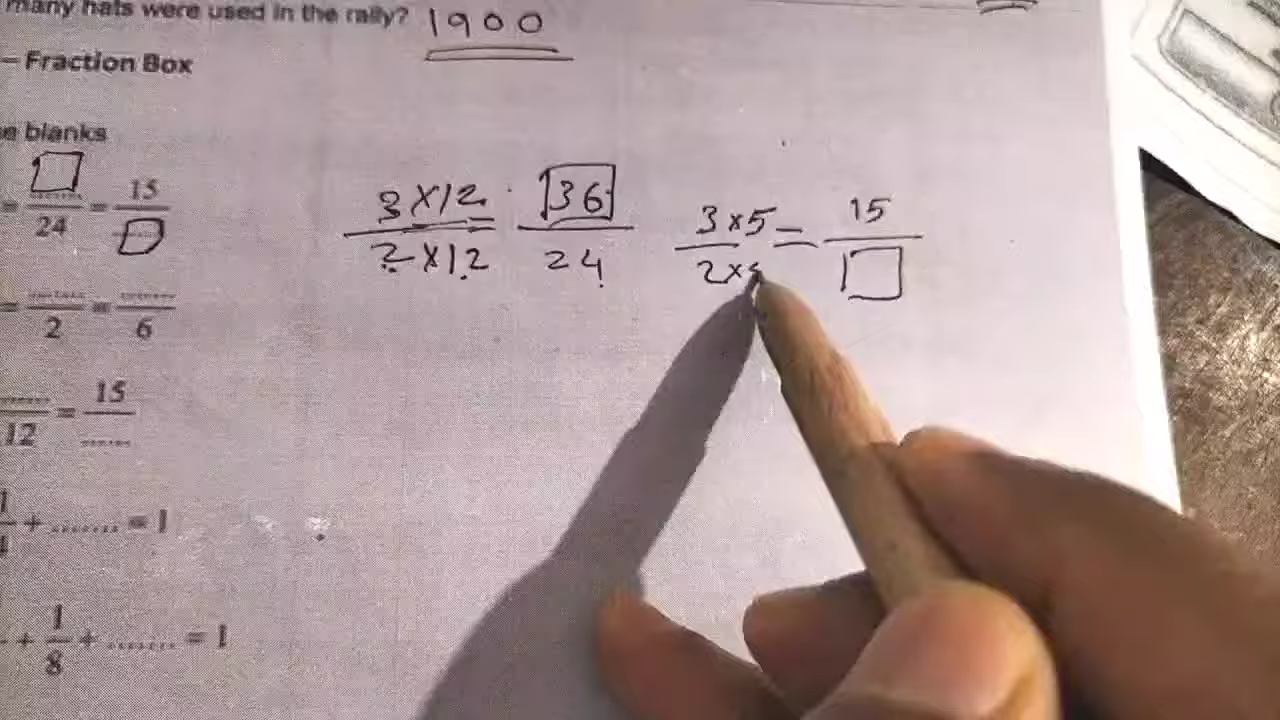 many hats were used in the rally? 1900
– Fraction Box
blanks
= □/24 = 15/□
3×12/2×12 = 36/24
3×5/2× = 15/□
= ......./2 = ......./6
......./12 = 15/.......
+ ........ = 1
+ 1/8 + ........ = 1